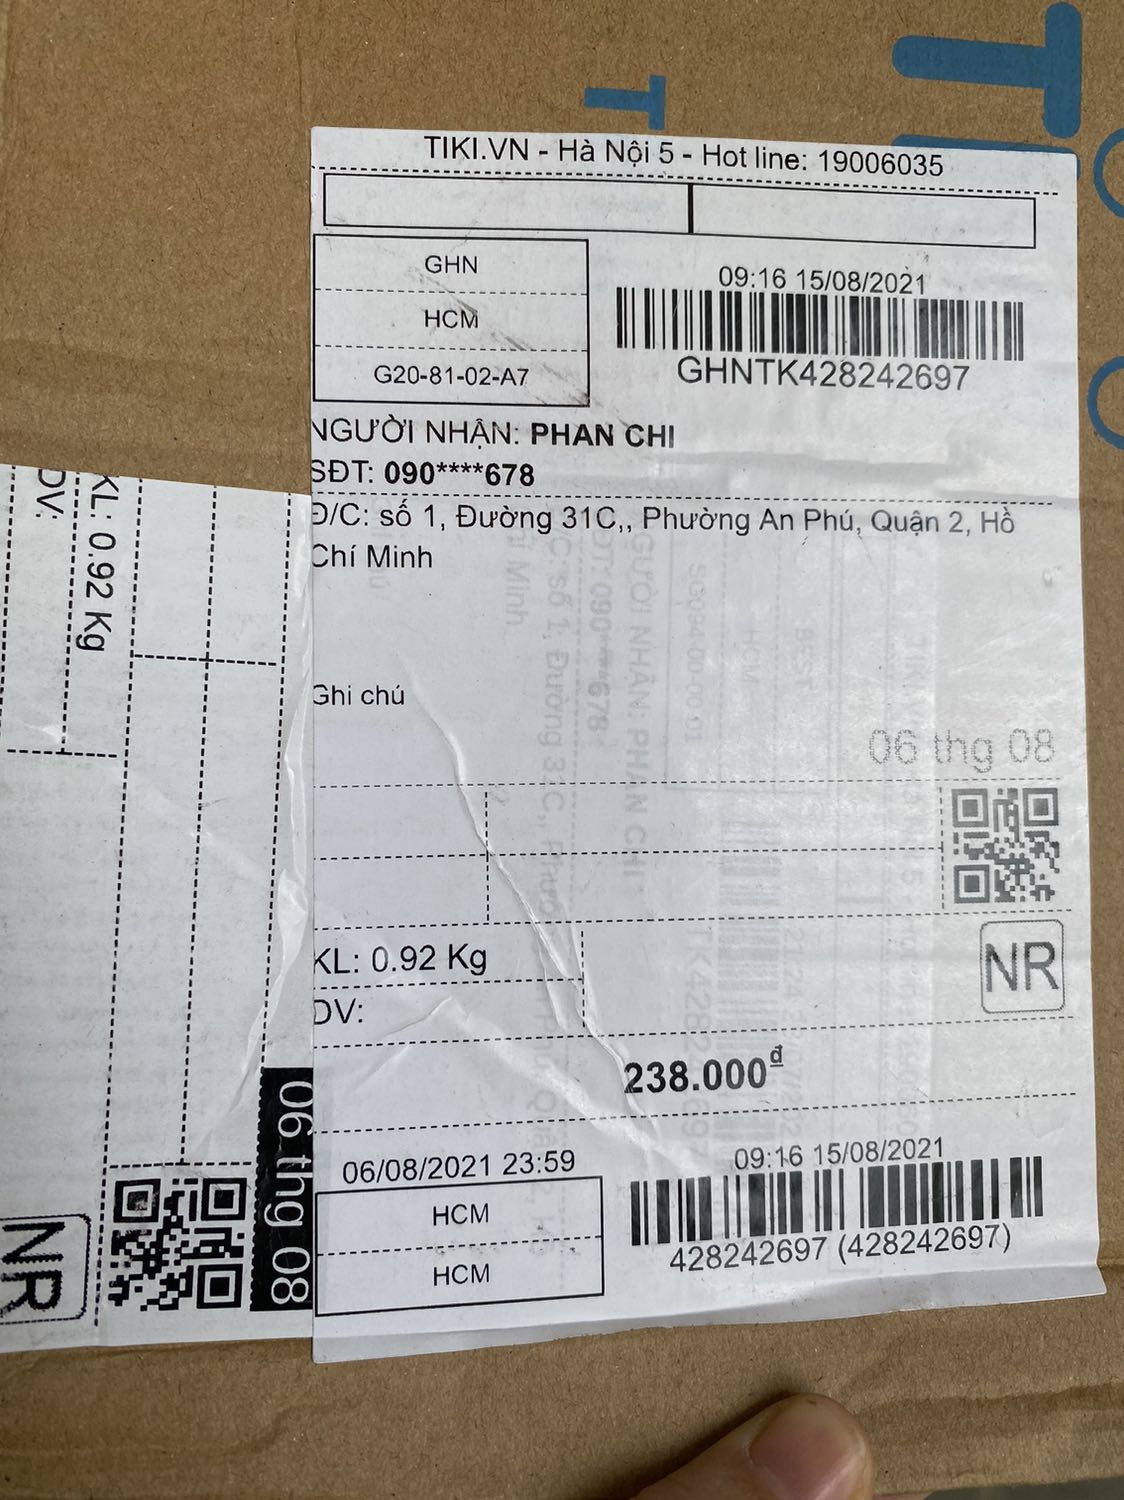 T
TIKI.VN - Hà Nội 5 - Hot line: 19006035
GHN
HCM
G20-81-02-A7
09:16 15/08/2021
GHNTK428242697
NGƯỜI NHẬN: PHAN CHI
SĐT: 090****678
Đ/C: số 1, Đường 31C,, Phường An Phú, Quận 2, Hồ
Chí Minh
Ghi chú
06 thg 08
KL: 0.92 Kg
DV:
NR
238.000đ
06/08/2021 23:59
HCM
HCM
09:16 15/08/2021
428242697 (428242697)
KL: 0.92 Kg
DV:
06 thg 08
NR